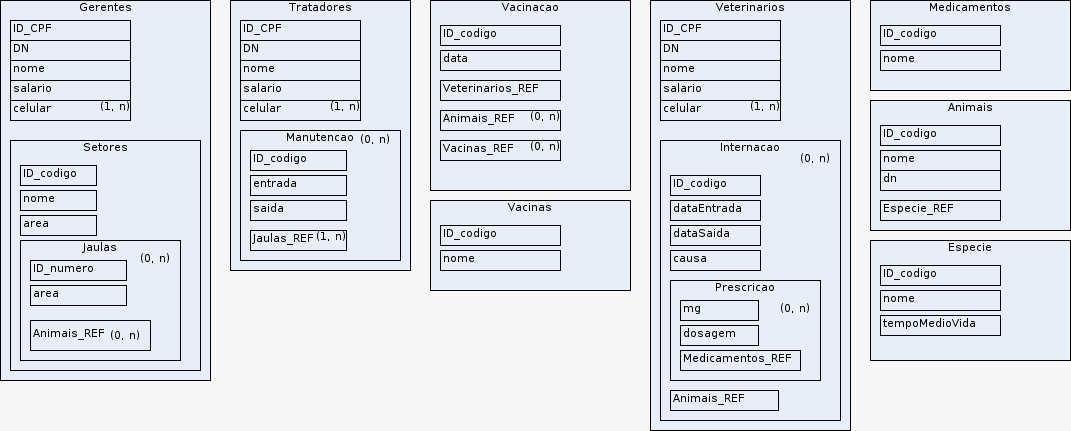 Gerentes
ID_CPF
DN
nome
salario
celular (1, n)
Setores
ID_codigo
nome
area
Jaulas
(0, n)
ID_numero
area
Animais_REF (0, n)
Tratadores
ID_CPF
DN
nome
salario
celular (1, n)
Manutencao (0, n)
ID_codigo
entrada
saida
Jaulas_REF (1, n)
Vacinacao
ID_codigo
data
Veterinarios_REF
Animais_REF (0, n)
Vacinas_REF (0, n)
Vacinas
ID_codigo
nome
Veterinarios
ID_CPF
DN
nome
salario
celular (1, n)
Internacao
(0, n)
ID_codigo
dataEntrada
dataSaida
causa
Prescricao
mg (0, n)
dosagem
Medicamentos_REF
Animais_REF
Medicamentos
ID_codigo
nome
Animais
ID_codigo
nome
dn
Especie_REF
Especie
ID_codigo
nome
tempoMedioVida